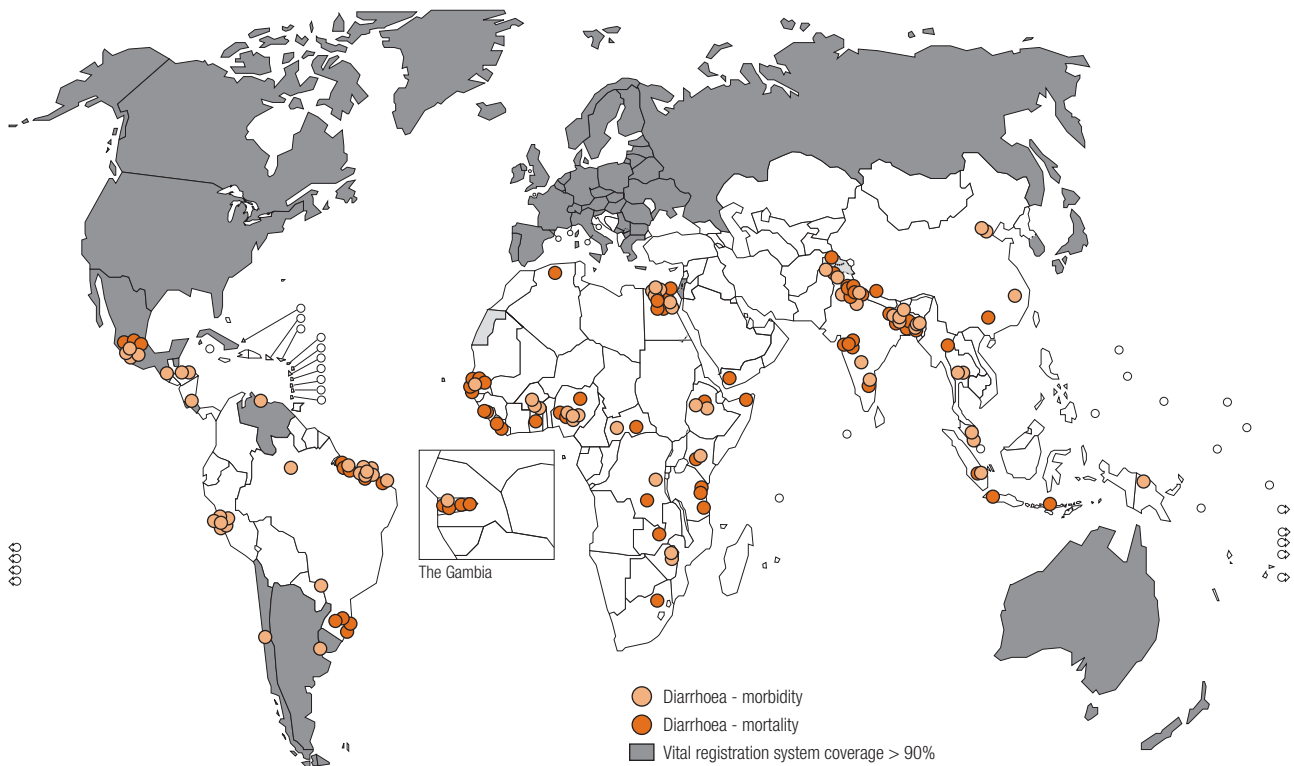 The Gambia
Diarrhoea - morbidity
Diarrhoea - mortality
Vital registration system coverage > 90%